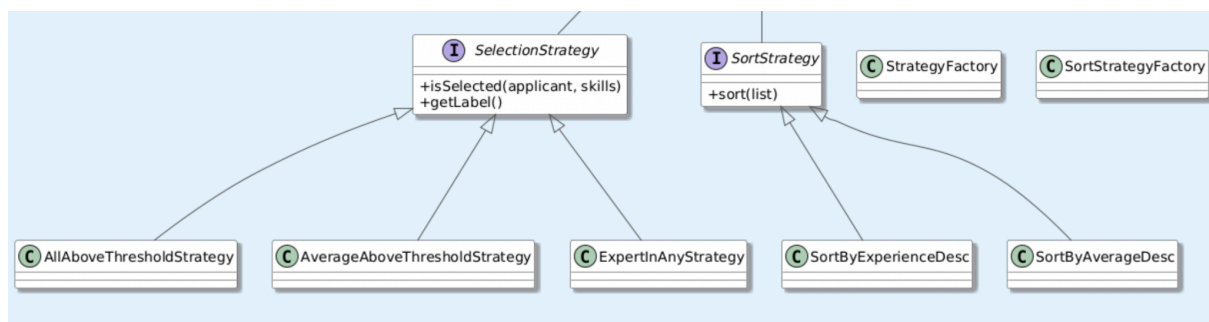 I SelectionStrategy
+isSelected(applicant, skills)
+getLabel()
I SortStrategy
+sort(list)
C StrategyFactory
C SortStrategyFactory
C AllAboveThresholdStrategy
C AverageAboveThresholdStrategy
C ExpertInAnyStrategy
C SortByExperienceDesc
C SortByAverageDesc